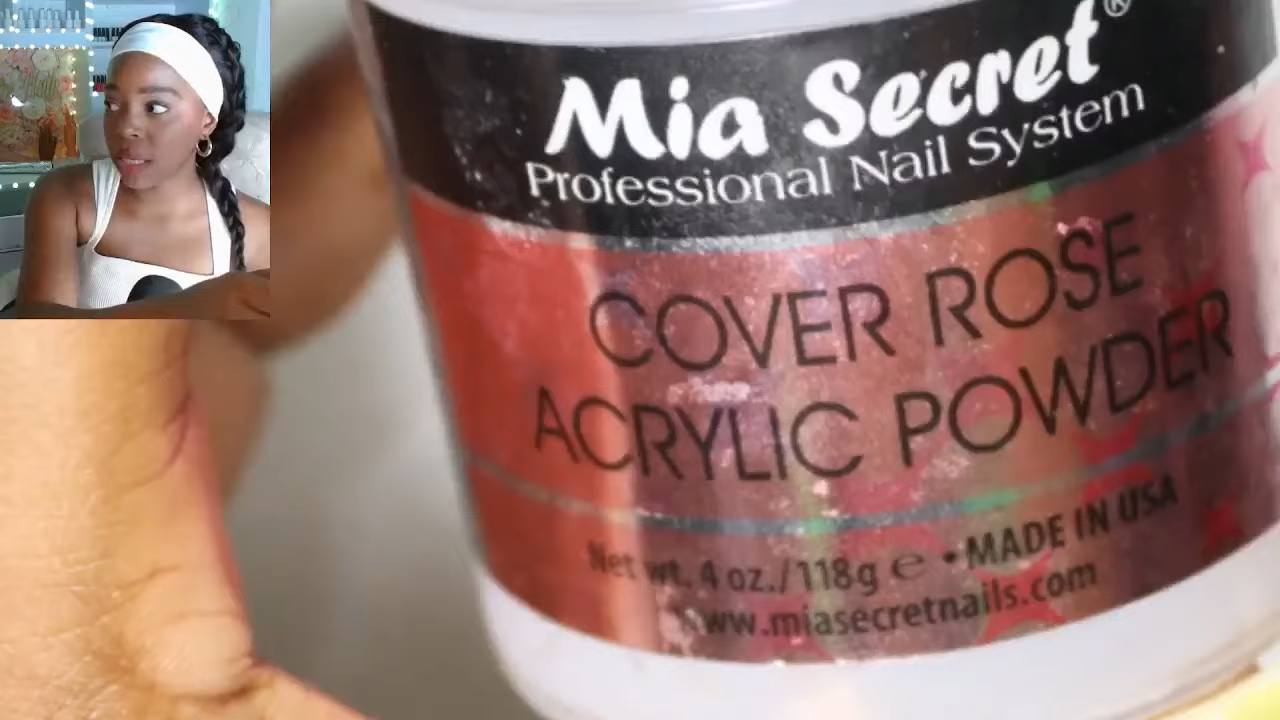 Mia Secret®
Professional Nail System
COVER ROSE
ACRYLIC POWDER
Net wt. 4 oz./118g e • MADE IN USA
www.miasecretnails.com